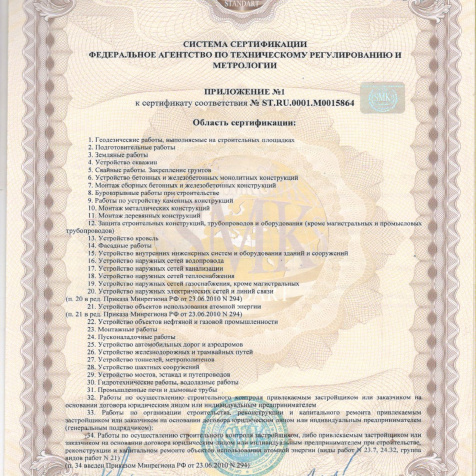 STANDART
СИСТЕМА СЕРТИФИКАЦИИ
ФЕДЕРАЛЬНОЕ АГЕНТСТВО ПО ТЕХНИЧЕСКОМУ РЕГУЛИРОВАНИЮ И
МЕТРОЛОГИИ
ПРИЛОЖЕНИЕ №1
к сертификату соответствия № ST.RU.0001.M0015864
Область сертификации:
1. Геодезические работы, выполняемые на строительных площадках
2. Подготовительные работы
3. Земляные работы
4. Устройство скважин
5. Свайные работы. Закрепление грунтов
6. Устройство бетонных и железобетонных монолитных конструкций
7. Монтаж сборных бетонных и железобетонных конструкций
8. Буровзрывные работы при строительстве
9. Работы по устройству каменных конструкций
10. Монтаж металлических конструкций
11. Монтаж деревянных конструкций
12. Защита строительных конструкций, трубопроводов и оборудования (кроме магистральных и промысловых
трубопроводов)
13. Устройство кровель
14. Фасадные работы
15. Устройство внутренних инженерных систем и оборудования зданий и сооружений
16. Устройство наружных сетей водопровода
17. Устройство наружных сетей канализации
18. Устройство наружных сетей теплоснабжения
19. Устройство наружных сетей газоснабжения, кроме магистральных
20. Устройство наружных электрических сетей и линий связи
(п. 20 в ред. Приказа Минрегиона РФ от 23.06.2010 N 294)
21. Устройство объектов использования атомной энергии
(п. 21 в ред. Приказа Минрегиона РФ от 23.06.2010 N 294)
22. Устройство объектов нефтяной и газовой промышленности
23. Монтажные работы
24. Пусконаладочные работы
25. Устройство автомобильных дорог и аэродромов
26. Устройство железнодорожных и трамвайных путей
27. Устройство тоннелей, метрополитена
28. Устройство шахтных сооружений
29. Устройство мостов, эстакад и путепроводов
30. Гидротехнические работы, водолазные работы
31. Промышленные печи и дымовые трубы
32. Работы по осуществлению строительного контроля привлекаемым застройщиком или заказчиком на
основании договора юридическим лицом или индивидуальным предпринимателем
33. Работы по организации строительства, реконструкции и капитального ремонта привлекаемым
застройщиком или заказчиком на основании договора юридическим лицом или индивидуальным предпринимателем
(генеральным подрядчиком):
34. Работы по осуществлению строительного контроля застройщиком, либо привлекаемым застройщиком или
заказчиком на основании договора юридическим лицом или индивидуальным предпринимателем при строительстве,
реконструкции и капитальном ремонте объектов использования атомной энергии (виды работ N 23.7, 24.32, группа
видов работ N 21)
(п. 34 введен Приказом Минрегиона РФ от 23.06.2010 N 294)